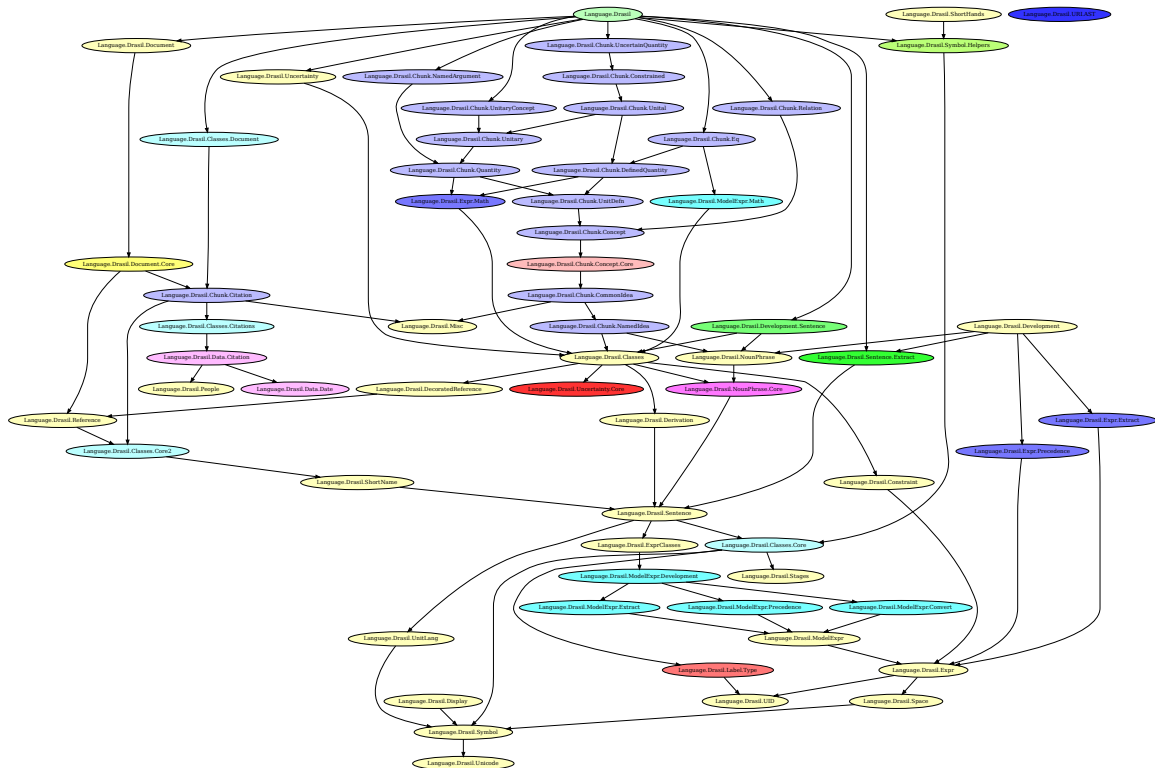 Language.Drasil
Language.Drasil.ShortHands
Language.Drasil.Document
Language.Drasil.Chunk.UncertainQuantity
Language.Drasil.Symbol.Helpers
Language.Drasil.Uncertainty
Language.Drasil.Chunk.NamedArgument
Language.Drasil.Chunk.Constrained
Language.Drasil.Chunk.UnitaryConcept
Language.Drasil.Chunk.Unital
Language.Drasil.Chunk.Relation
Language.Drasil.Classes.Document
Language.Drasil.Chunk.Unitary
Language.Drasil.Chunk.Eq
Language.Drasil.Chunk.Quantity
Language.Drasil.Chunk.DefinedQuantity
Language.Drasil.Expr.Math
Language.Drasil.Chunk.UnitDefn
Language.Drasil.ModelExpr.Math
Language.Drasil.Chunk.Concept
Language.Drasil.Document.Core
Language.Drasil.Chunk.Concept.Core
Language.Drasil.Chunk.Citation
Language.Drasil.Chunk.CommonIdea
Language.Drasil.Classes.Citations
Language.Drasil.Misc
Language.Drasil.Chunk.NamedIdea
Language.Drasil.Development.Sentence
Language.Drasil.Development
Language.Drasil.Data.Citation
Language.Drasil.Classes
Language.Drasil.NounPhrase
Language.Drasil.Sentence.Extract
Language.Drasil.People
Language.Drasil.Data.Date
Language.Drasil.DecoratedReference
Language.Drasil.Uncertainty.Core
Language.Drasil.NounPhrase.Core
Language.Drasil.Reference
Language.Drasil.Derivation
Language.Drasil.Expr.Extract
Language.Drasil.Classes.Core2
Language.Drasil.Expr.Precedence
Language.Drasil.ShortName
Language.Drasil.Constraint
Language.Drasil.Sentence
Language.Drasil.ExprClasses
Language.Drasil.Classes.Core
Language.Drasil.ModelExpr.Development
Language.Drasil.Stages
Language.Drasil.ModelExpr.Extract
Language.Drasil.ModelExpr.Precedence
Language.Drasil.ModelExpr.Convert
Language.Drasil.UnitLang
Language.Drasil.ModelExpr
Language.Drasil.Label.Type
Language.Drasil.Expr
Language.Drasil.Display
Language.Drasil.UID
Language.Drasil.Space
Language.Drasil.Symbol
Language.Drasil.Unicode